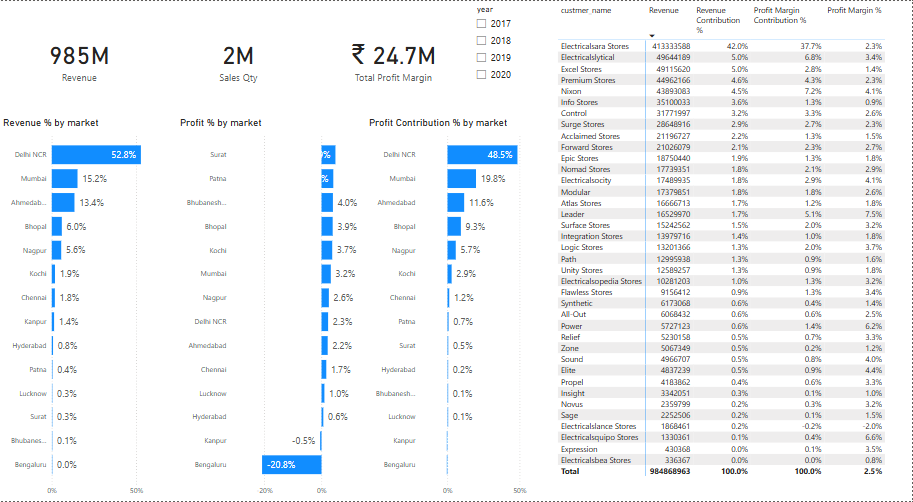 year
2017
2018
2019
2020
985M
Revenue
2M
Sales Qty
₹ 24.7M
Total Profit Margin
Revenue % by market
Delhi NCR 52.8%
Mumbai 15.2%
Ahmedab... 13.4%
Bhopal 6.0%
Nagpur 5.6%
Kochi 1.9%
Chennai 1.8%
Kanpur 1.4%
Hyderabad 0.8%
Patna 0.4%
Lucknow 0.3%
Surat 0.3%
Bhubanes... 0.1%
Bengaluru 0.0%
0% 50%
Profit % by market
Surat %
Patna %
Bhubanesh... 4.0%
Bhopal 3.9%
Kochi 3.7%
Mumbai 3.2%
Nagpur 2.6%
Delhi NCR 2.3%
Ahmedabad 2.2%
Chennai 1.7%
Lucknow 1.0%
Hyderabad 0.6%
Kanpur -0.5%
Bengaluru -20.8%
-20% 0%
Profit Contribution % by market
Delhi NCR 48.5%
Mumbai 19.8%
Ahmedabad 11.6%
Bhopal 9.3%
Nagpur 5.7%
Kochi 2.9%
Chennai 1.2%
Patna 0.7%
Surat 0.5%
Hyderabad 0.2%
Bhubanesh... 0.1%
Lucknow 0.1%
Kanpur
Bengaluru
0% 50%
custmer_name Revenue Revenue Contribution % Profit Margin Contribution % Profit Margin %
Electricalsara Stores 413333588 42.0% 37.7% 2.3%
Electricalslytical 49644189 5.0% 6.8% 3.4%
Excel Stores 49115620 5.0% 2.8% 1.4%
Premium Stores 44962166 4.6% 4.3% 2.3%
Nixon 43893083 4.5% 7.2% 4.1%
Info Stores 35100033 3.6% 1.3% 0.9%
Control 31771997 3.2% 3.3% 2.6%
Surge Stores 28648916 2.9% 2.7% 2.3%
Acclaimed Stores 21196727 2.2% 1.3% 1.5%
Forward Stores 21026079 2.1% 2.3% 2.7%
Epic Stores 18750440 1.9% 1.3% 1.8%
Nomad Stores 17739351 1.8% 2.1% 2.9%
Electricalsocity 17489935 1.8% 2.9% 4.1%
Modular 17379851 1.8% 1.8% 2.6%
Atlas Stores 16666713 1.7% 1.2% 1.8%
Leader 16529970 1.7% 5.1% 7.5%
Surface Stores 15242562 1.5% 2.0% 3.2%
Integration Stores 13979716 1.4% 1.0% 1.8%
Logic Stores 13201366 1.3% 2.0% 3.7%
Path 12995938 1.3% 0.9% 1.6%
Unity Stores 12589257 1.3% 0.9% 1.8%
Electricalsopedia Stores 10281203 1.0% 1.3% 3.2%
Flawless Stores 9156412 0.9% 1.3% 3.4%
Synthetic 6173068 0.6% 0.4% 1.4%
All-Out 6068432 0.6% 0.6% 2.5%
Power 5727123 0.6% 1.4% 6.2%
Relief 5230158 0.5% 0.7% 3.3%
Zone 5067349 0.5% 0.2% 1.2%
Sound 4966707 0.5% 0.8% 4.0%
Elite 4837239 0.5% 0.9% 4.4%
Propel 4183862 0.4% 0.6% 3.3%
Insight 3342051 0.3% 0.1% 1.0%
Novus 2359799 0.2% 0.3% 3.2%
Sage 2252506 0.2% 0.1% 1.5%
Electricalslance Stores 1868461 0.2% -0.2% -2.0%
Electricalsquipo Stores 1330361 0.1% 0.4% 6.6%
Expression 430368 0.0% 0.1% 3.5%
Electricalsbea Stores 336367 0.0% 0.0% 0.8%
Total 984868963 100.0% 100.0% 2.5%